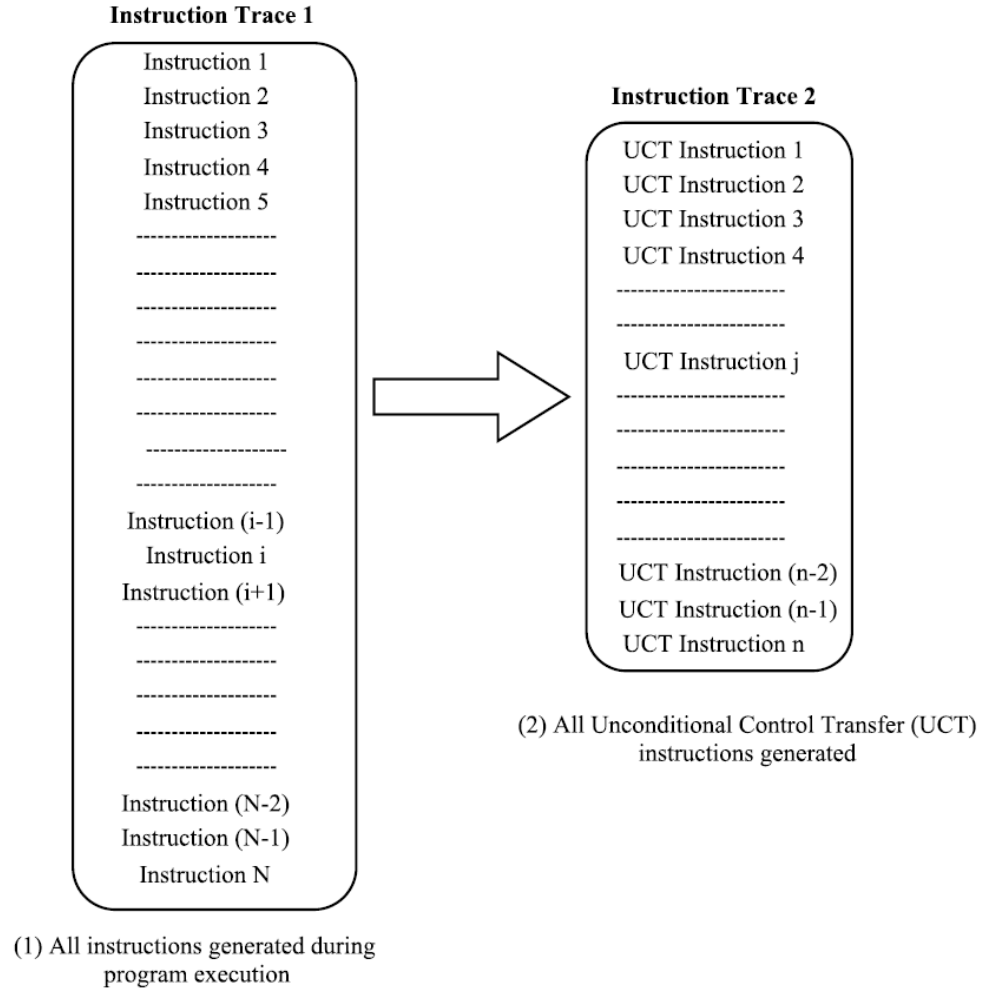 Instruction Trace 1
Instruction 1
Instruction 2
Instruction 3
Instruction 4
Instruction 5
--------------------
--------------------
--------------------
--------------------
--------------------
--------------------
--------------------
--------------------
Instruction (i-1)
Instruction i
Instruction (i+1)
--------------------
--------------------
--------------------
--------------------
--------------------
Instruction (N-2)
Instruction (N-1)
Instruction N
(1) All instructions generated during
program execution
Instruction Trace 2
UCT Instruction 1
UCT Instruction 2
UCT Instruction 3
UCT Instruction 4
------------------------
------------------------
UCT Instruction j
------------------------
------------------------
------------------------
------------------------
------------------------
UCT Instruction (n-2)
UCT Instruction (n-1)
UCT Instruction n
(2) All Unconditional Control Transfer (UCT)
instructions generated